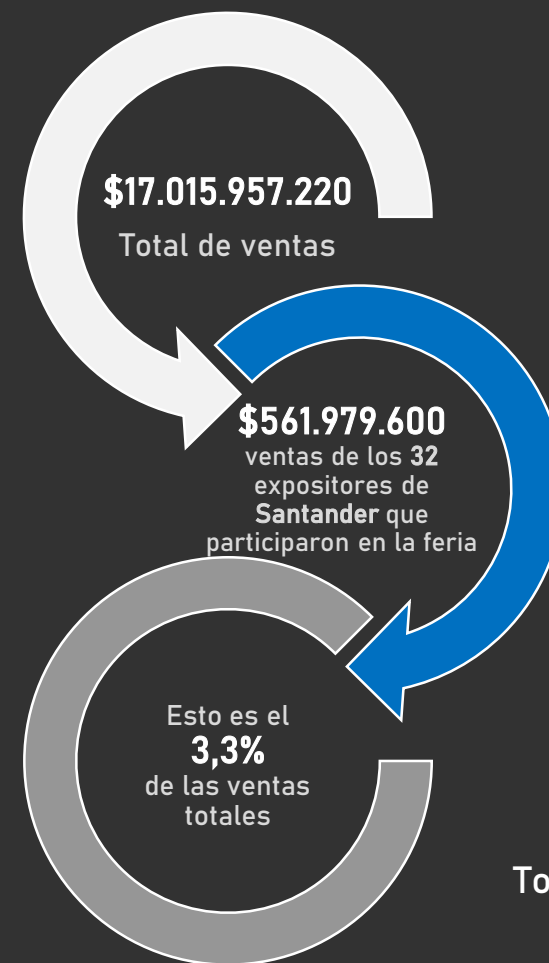 $17.015.957.220
Total de ventas
$561.979.600
ventas de los 32
expositores de
Santander que
participaron en la feria
Esto es el
3,3%
de las ventas
totales
To